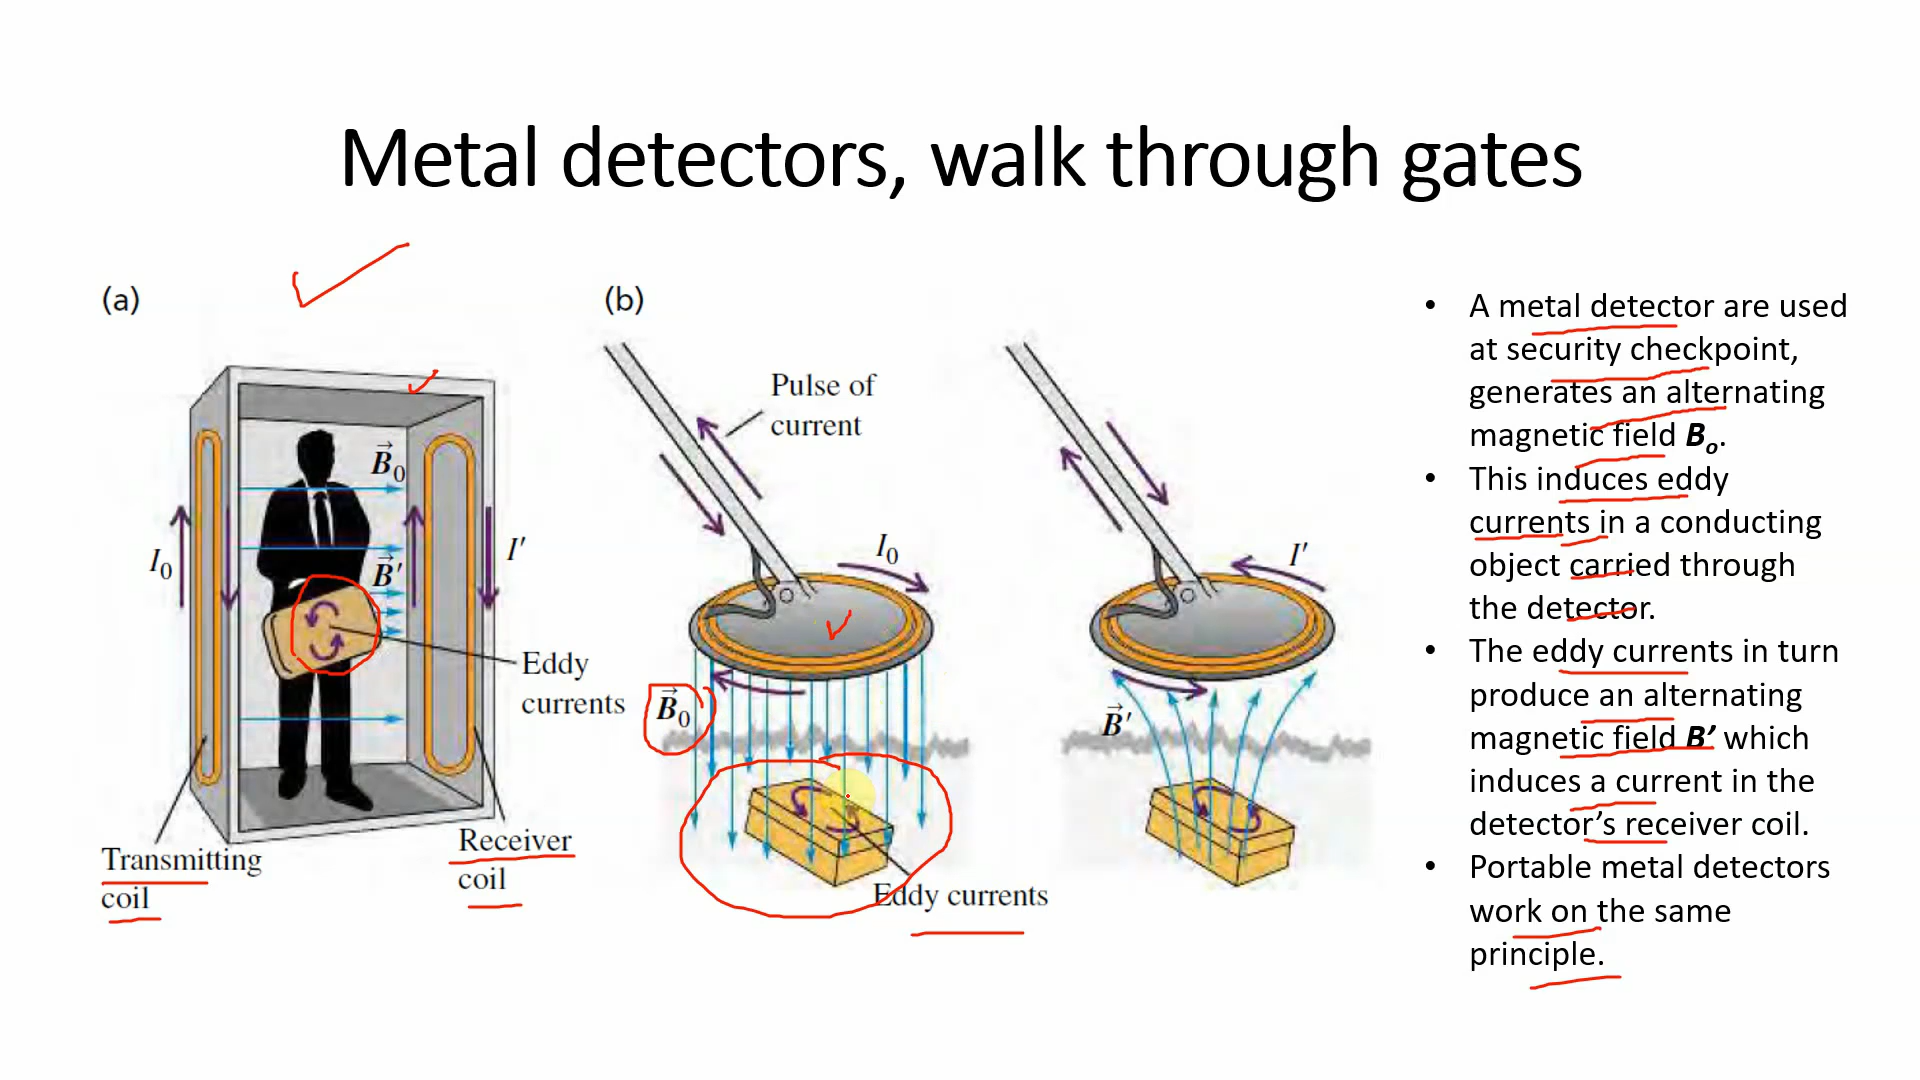 Metal detectors, walk through gates
(a)
B₀
I₀
B'
I'
Eddy
currents
Transmitting
coil
Receiver
coil
(b)
Pulse of
current
I₀
B₀
Eddy currents
I'
B'
• A metal detector are used
at security checkpoint,
generates an alternating
magnetic field Bₒ.
• This induces eddy
currents in a conducting
object carried through
the detector.
• The eddy currents in turn
produce an alternating
magnetic field B’ which
induces a current in the
detector’s receiver coil.
• Portable metal detectors
work on the same
principle.